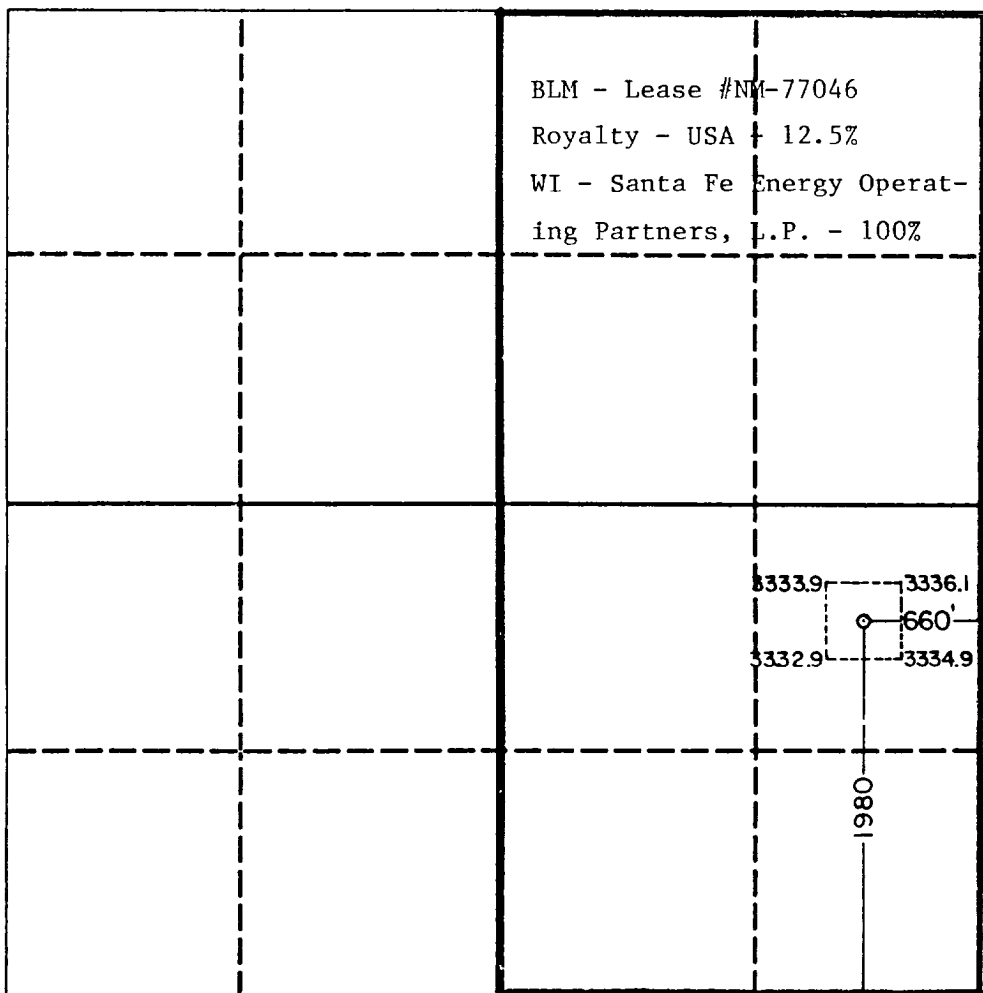 BLM - Lease #NM-77046
Royalty - USA - 12.5%
WI - Santa Fe Energy Operat-
ing Partners, L.P. - 100%
3333.9 3336.1
660'
3332.9 3334.9
1980